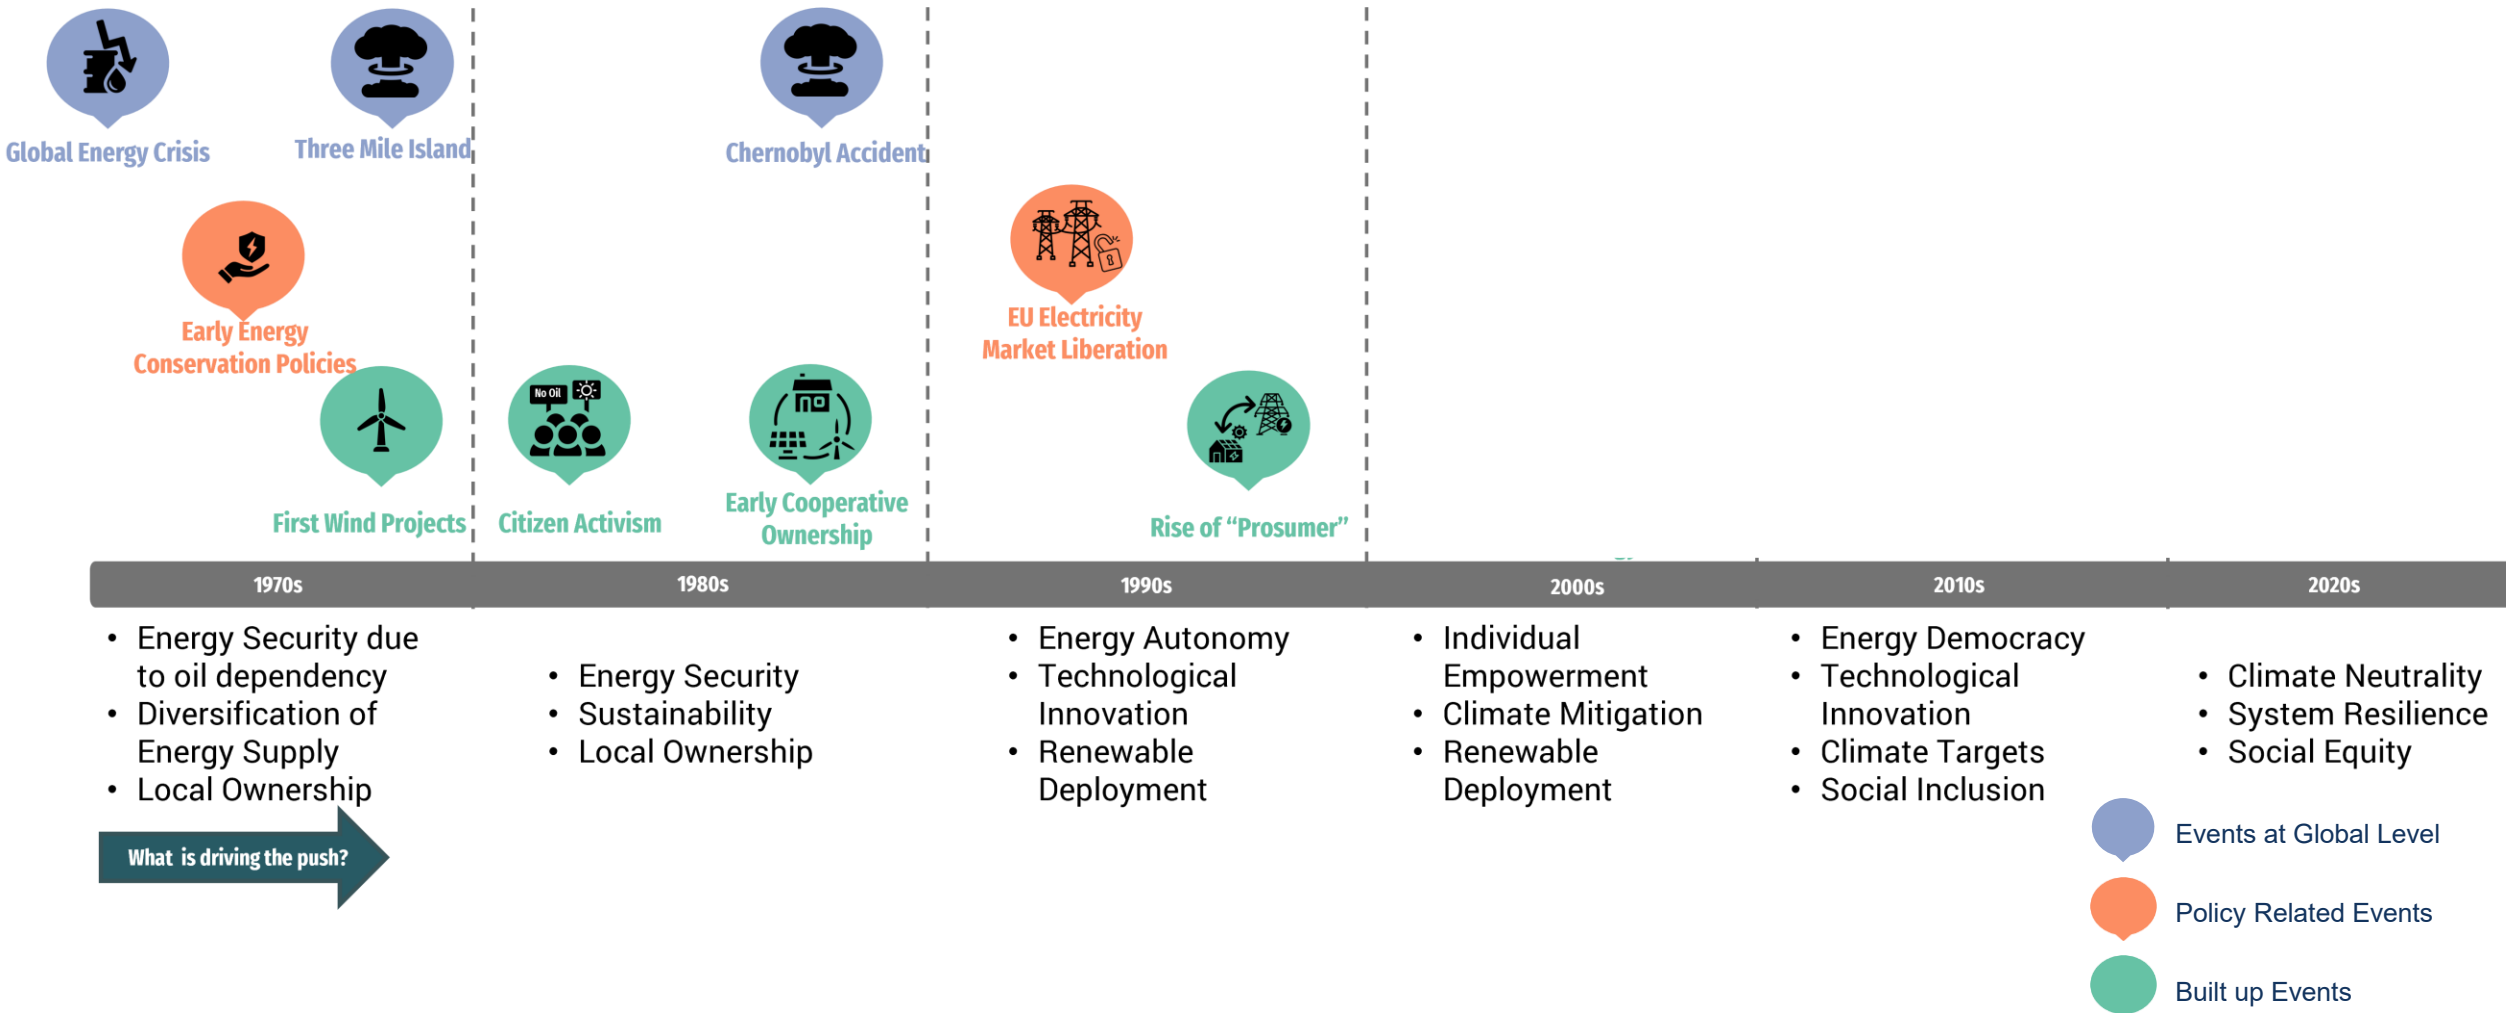 Global Energy Crisis
Three Mile Island
Chernobyl Accident
Early Energy
Conservation Policies
EU Electricity
Market Liberation
No Oil
First Wind Projects
Citizen Activism
Early Cooperative
Ownership
Rise of “Prosumer”
1970s
1980s
1990s
2000s
2010s
2020s
• Energy Security due
to oil dependency
• Diversification of
Energy Supply
• Local Ownership
• Energy Security
• Sustainability
• Local Ownership
• Energy Autonomy
• Technological
Innovation
• Renewable
Deployment
• Individual
Empowerment
• Climate Mitigation
• Renewable
Deployment
• Energy Democracy
• Technological
Innovation
• Climate Targets
• Social Inclusion
• Climate Neutrality
• System Resilience
• Social Equity
What is driving the push?
Events at Global Level
Policy Related Events
Built up Events